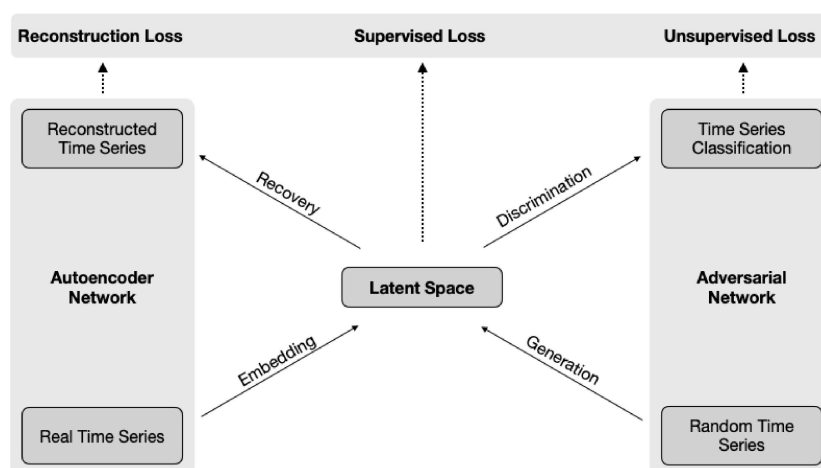 Reconstruction Loss
Supervised Loss
Unsupervised Loss
Reconstructed
Time Series
Time Series
Classification
Recovery
Discrimination
Autoencoder
Network
Latent Space
Adversarial
Network
Embedding
Generation
Real Time Series
Random Time
Series